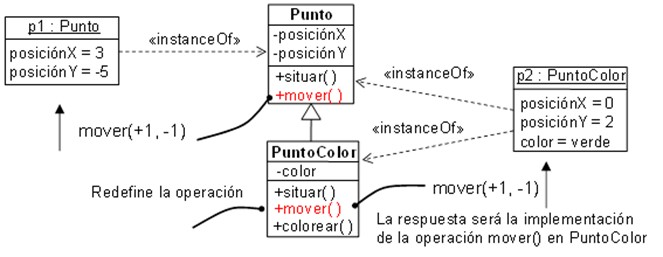 p1 : Punto
posiciónX = 3
posiciónY = -5
mover(+1, -1)
«instanceOf»
Punto
-posiciónX
-posiciónY
+situar( )
+mover( )
«instanceOf»
«instanceOf»
p2 : PuntoColor
posiciónX = 0
posiciónY = 2
color = verde
PuntoColor
-color
+situar( )
+mover( )
+colorear( )
Redefine la operación
mover(+1, -1)
La respuesta será la implementación
de la operación mover() en PuntoColor